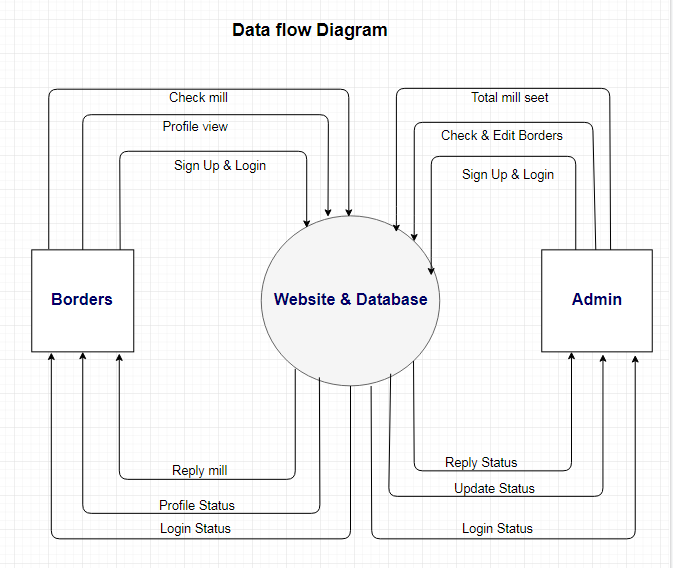 Data flow Diagram
Check mill
Profile view
Sign Up & Login
Total mill seet
Check & Edit Borders
Sign Up & Login
Borders
Website & Database
Admin
Reply mill
Profile Status
Login Status
Reply Status
Update Status
Login Status